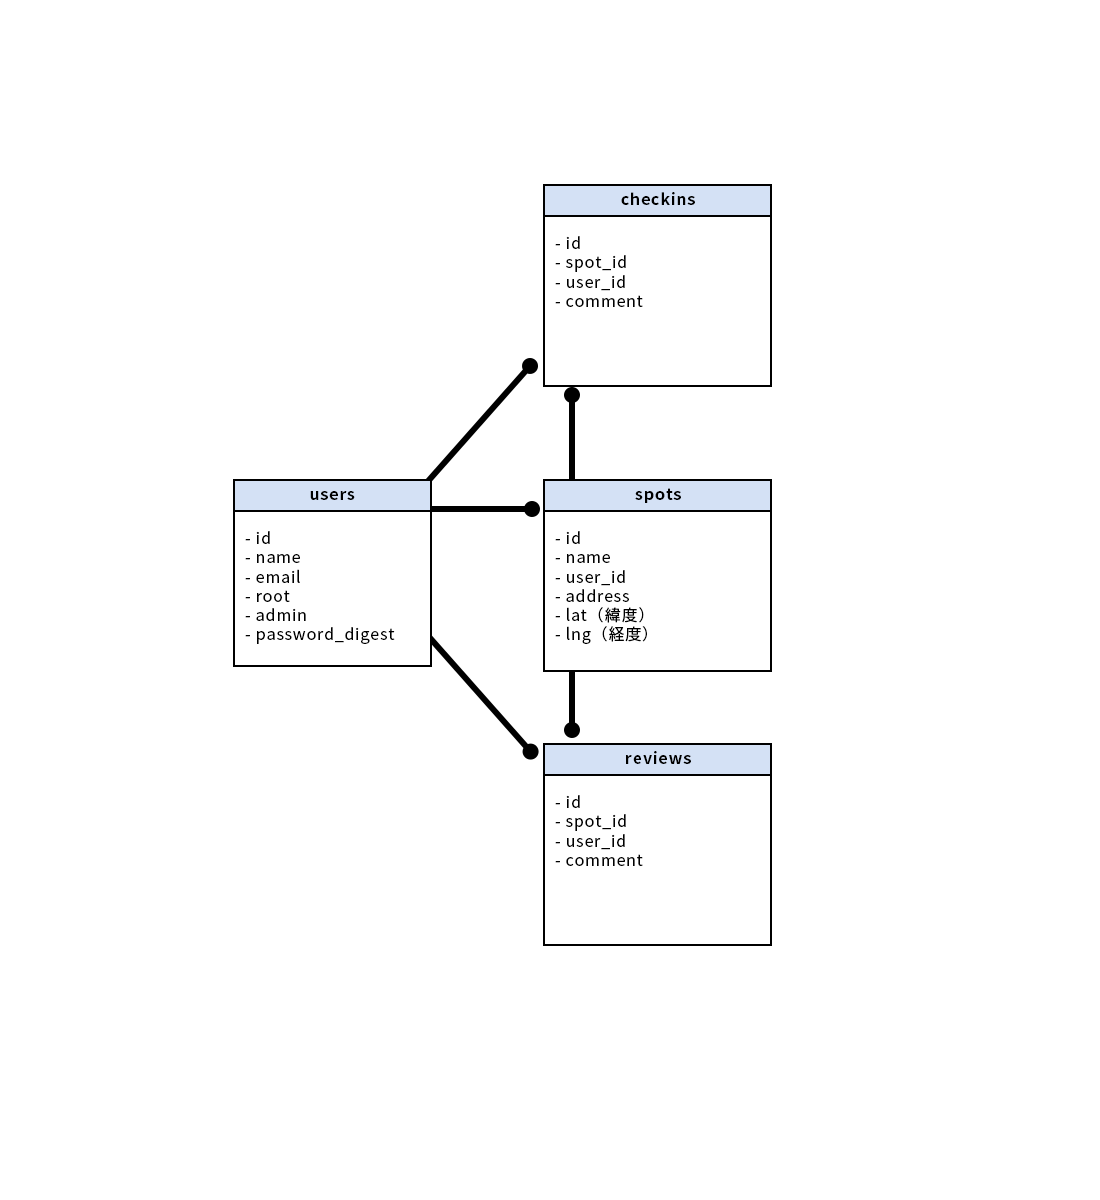 checkins
- id
- spot_id
- user_id
- comment
users
- id
- name
- email
- root
- admin
- password_digest
spots
- id
- name
- user_id
- address
- lat（緯度）
- lng（経度）
reviews
- id
- spot_id
- user_id
- comment